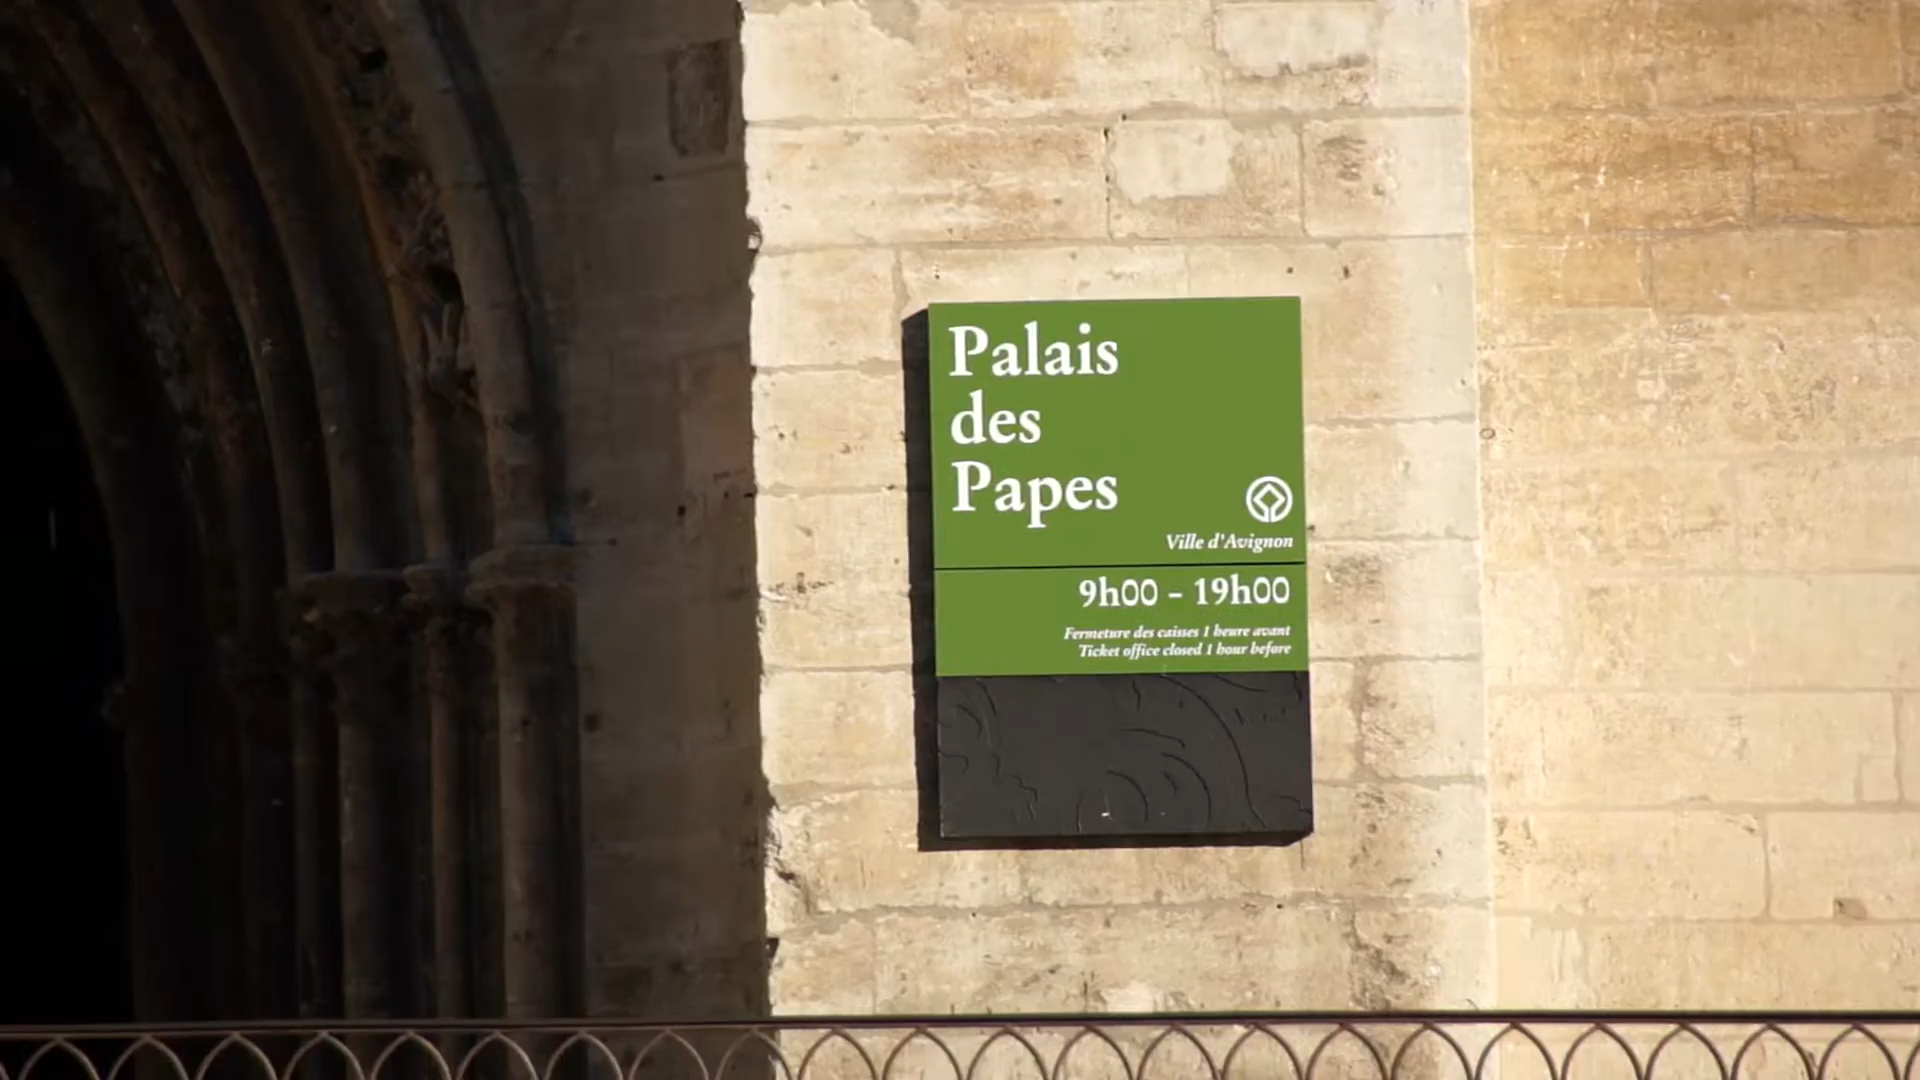 Palais
des
Papes
Ville d'Avignon
9h00 - 19h00
Fermeture des caisses 1 heure avant
Ticket office closed 1 hour before